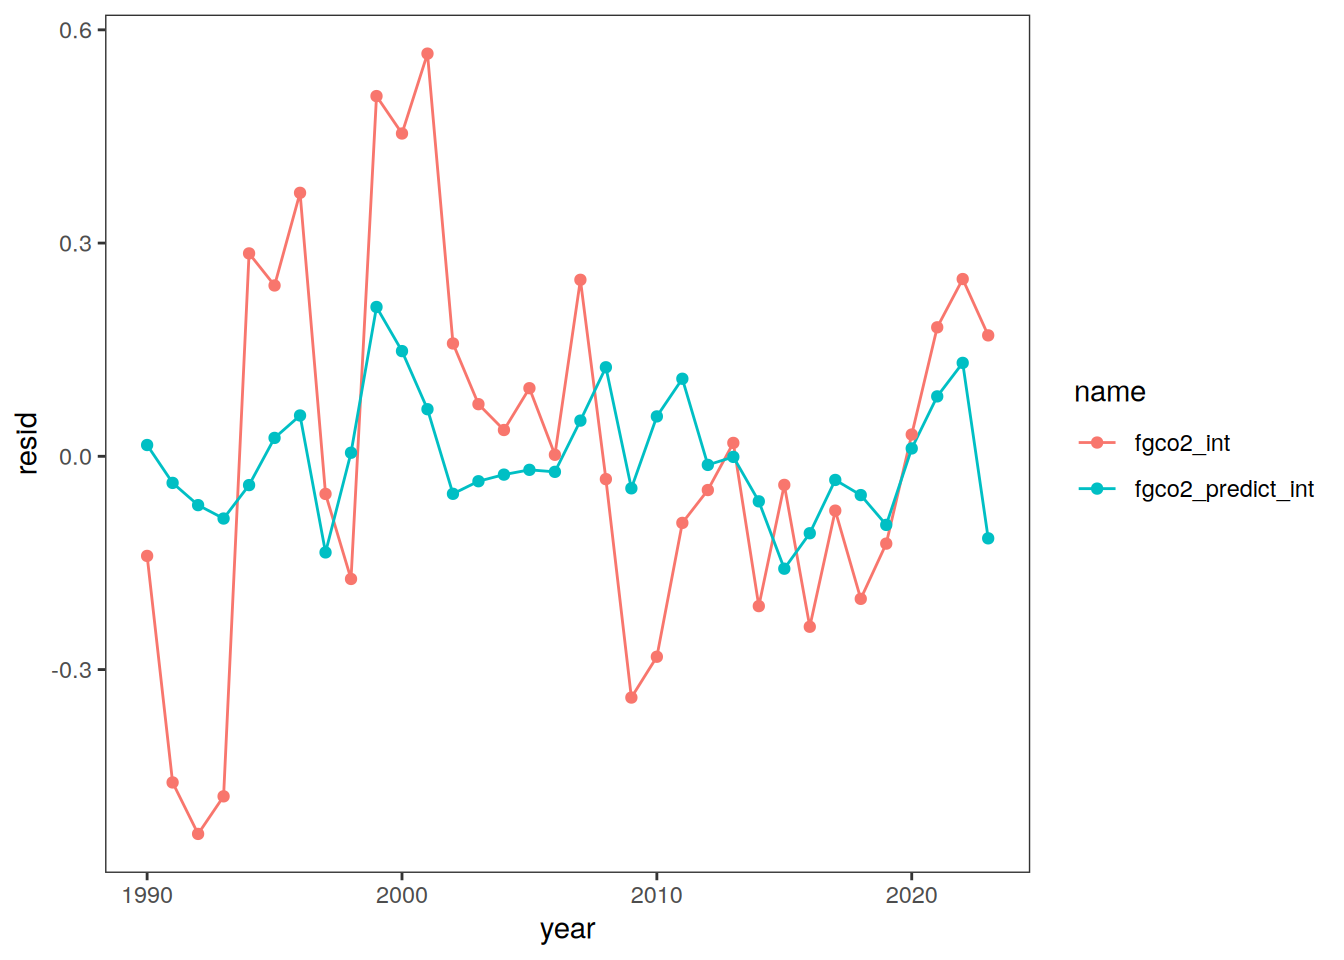 0.6
0.3
0.0
-0.3
resid
1990
2000
2010
2020
year
name
fgco2_int
fgco2_predict_int